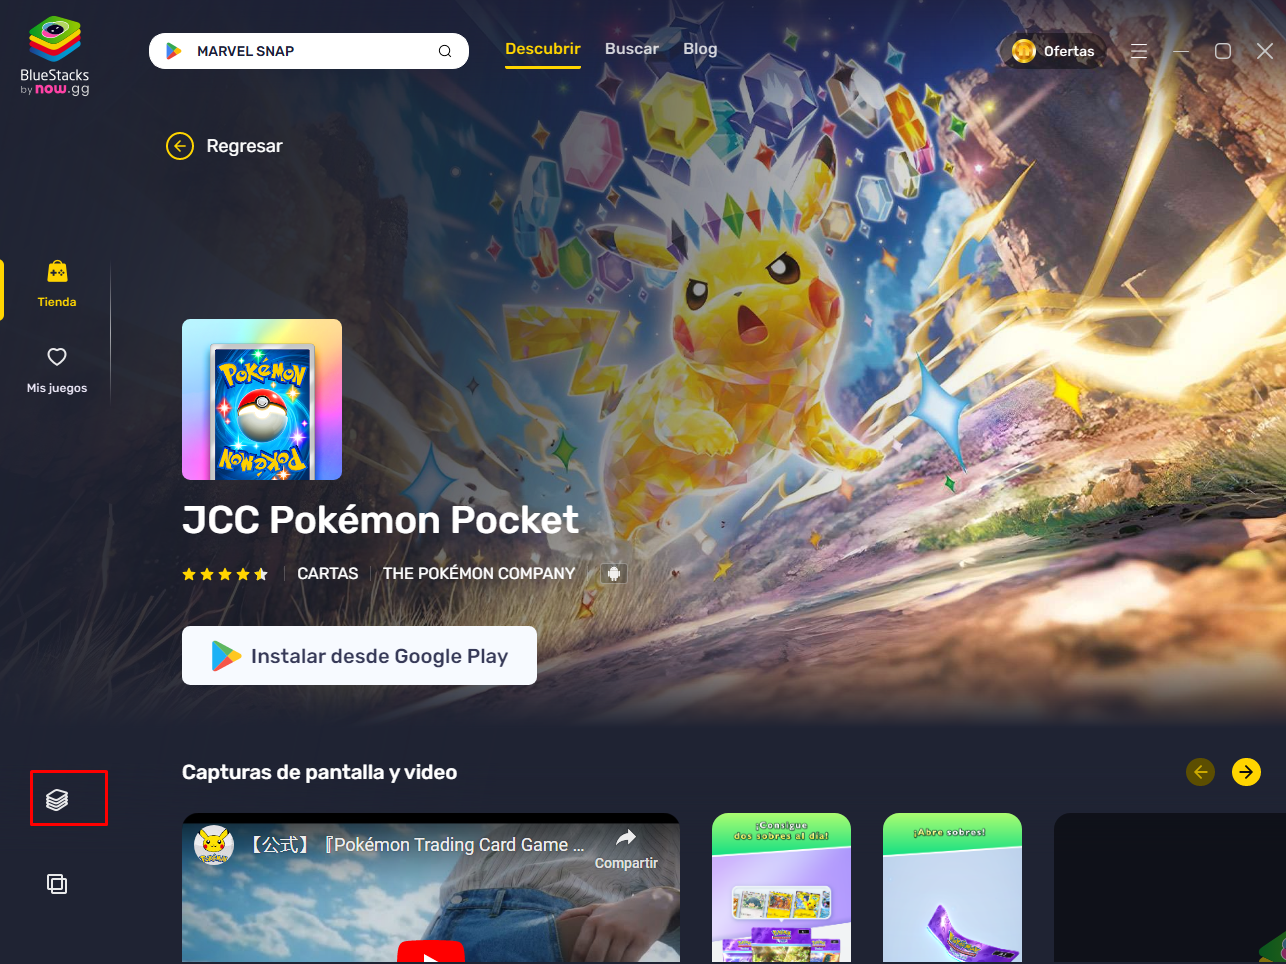 BlueStacks
by now.gg
MARVEL SNAP
Descubrir
Buscar
Blog
Ofertas
Regresar
Tienda
Mis juegos
POKéMON
POKéMON
JCC Pokémon Pocket
CARTAS
THE POKÉMON COMPANY
Instalar desde Google Play
Capturas de pantalla y video
【公式】『Pokémon Trading Card Game ...
Compartir
¡Consigue
dos sobres al día!
¡Abre sobres!